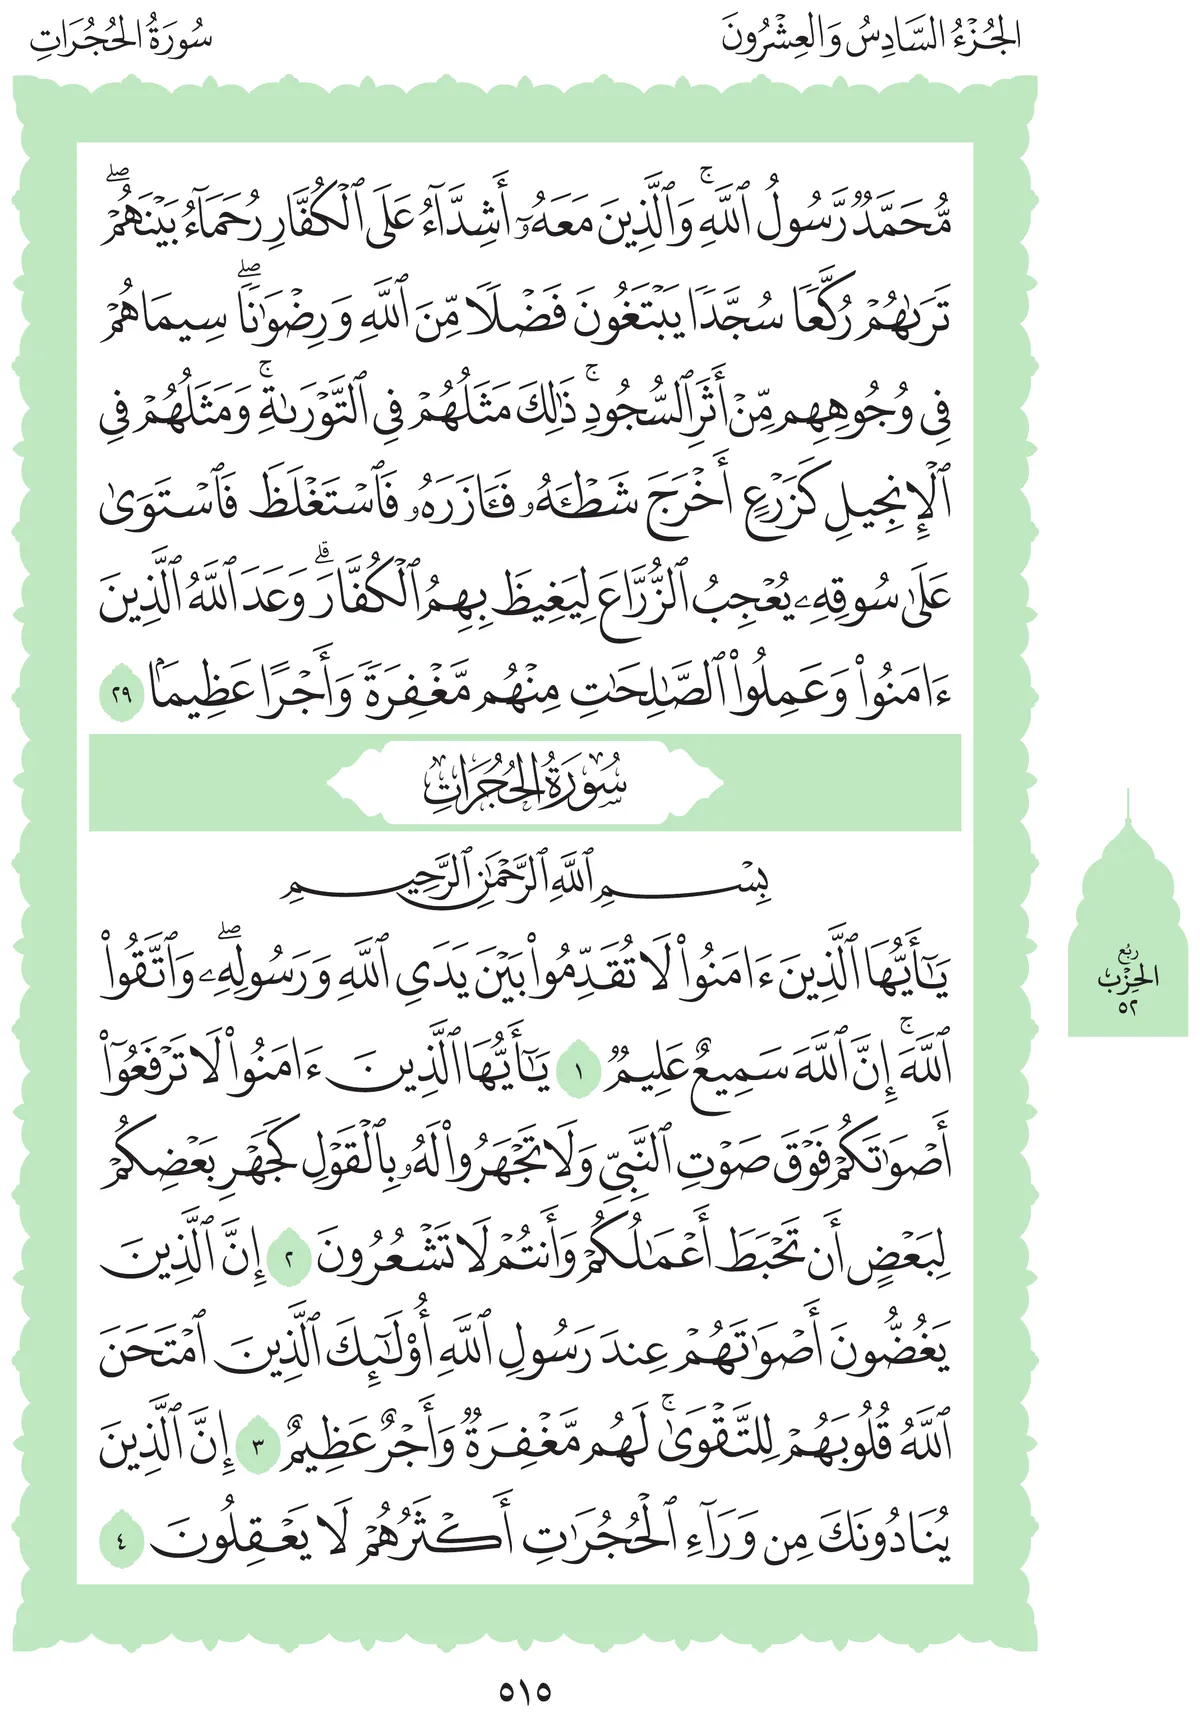 الجُزْءُ السَّادِسُ وَالعِشْرُونَ
سُورَةُ الحُجُرَاتِ
مُّحَمَّدٌ رَّسُولُ ٱللَّهِۚ وَٱلَّذِينَ مَعَهُۥٓ أَشِدَّآءُ عَلَى ٱلْكُفَّارِ رُحَمَآءُ بَيْنَهُمْۖ
تَرَىٰهُمْ رُكَّعًا سُجَّدًا يَبْتَغُونَ فَضْلًا مِّنَ ٱللَّهِ وَرِضْوَٰنًاۖ سِيمَاهُمْ
فِى وُجُوهِهِم مِّنْ أَثَرِ ٱلسُّجُودِۚ ذَٰلِكَ مَثَلُهُمْ فِى ٱلتَّوْرَىٰةِۚ وَمَثَلُهُمْ فِى
ٱلْإِنجِيلِ كَزَرْعٍ أَخْرَجَ شَطْـَٔهُۥ فَـَٔازَرَهُۥ فَٱسْتَغْلَظَ فَٱسْتَوَىٰ
عَلَىٰ سُوقِهِۦ يُعْجِبُ ٱلزُّرَّاعَ لِيَغِيظَ بِهِمُ ٱلْكُفَّارَۗ وَعَدَ ٱللَّهُ ٱلَّذِينَ
ءَامَنُوا۟ وَعَمِلُوا۟ ٱلصَّٰلِحَٰتِ مِنْهُم مَّغْفِرَةً وَأَجْرًا عَظِيمًۢا ٢٩
سُورَةُ الحُجُرَاتِ
بِسْمِ ٱللَّهِ ٱلرَّحْمَٰنِ ٱلرَّحِيمِ
يَٰٓأَيُّهَا ٱلَّذِينَ ءَامَنُوا۟ لَا تُقَدِّمُوا۟ بَيْنَ يَدَىِ ٱللَّهِ وَرَسُولِهِۦۖ وَٱتَّقُوا۟
ٱللَّهَۚ إِنَّ ٱللَّهَ سَمِيعٌ عَلِيمٌ ١ يَٰٓأَيُّهَا ٱلَّذِينَ ءَامَنُوا۟ لَا تَرْفَعُوٓا۟
أَصْوَٰتَكُمْ فَوْقَ صَوْتِ ٱلنَّبِىِّ وَلَا تَجْهَرُوا۟ لَهُۥ بِٱلْقَوْلِ كَجَهْرِ بَعْضِكُمْ
لِبَعْضٍ أَن تَحْبَطَ أَعْمَٰلُكُمْ وَأَنتُمْ لَا تَشْعُرُونَ ٢ إِنَّ ٱلَّذِينَ
يَغُضُّونَ أَصْوَٰتَهُمْ عِندَ رَسُولِ ٱللَّهِ أُو۟لَٰٓئِكَ ٱلَّذِينَ ٱمْتَحَنَ
ٱللَّهُ قُلُوبَهُمْ لِلتَّقْوَىٰۚ لَهُم مَّغْفِرَةٌ وَأَجْرٌ عَظِيمٌ ٣ إِنَّ ٱلَّذِينَ
يُنَادُونَكَ مِن وَرَآءِ ٱلْحُجُرَٰتِ أَكْثَرُهُمْ لَا يَعْقِلُونَ ٤
رُبُع
الحِزْب
٥٢
٥١٥